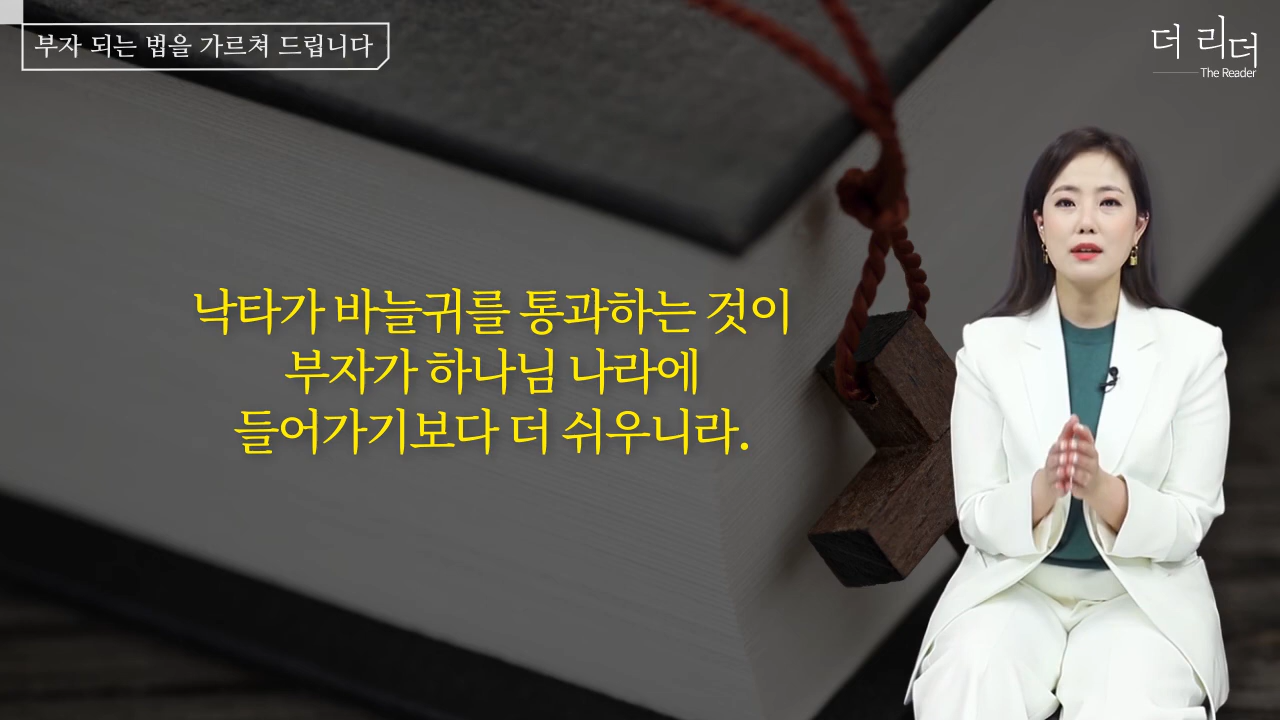 부자 되는 법을 가르쳐 드립니다
더 리더
The Reader
낙타가 바늘귀를 통과하는 것이
부자가 하나님 나라에
들어가기보다 더 쉬우니라.